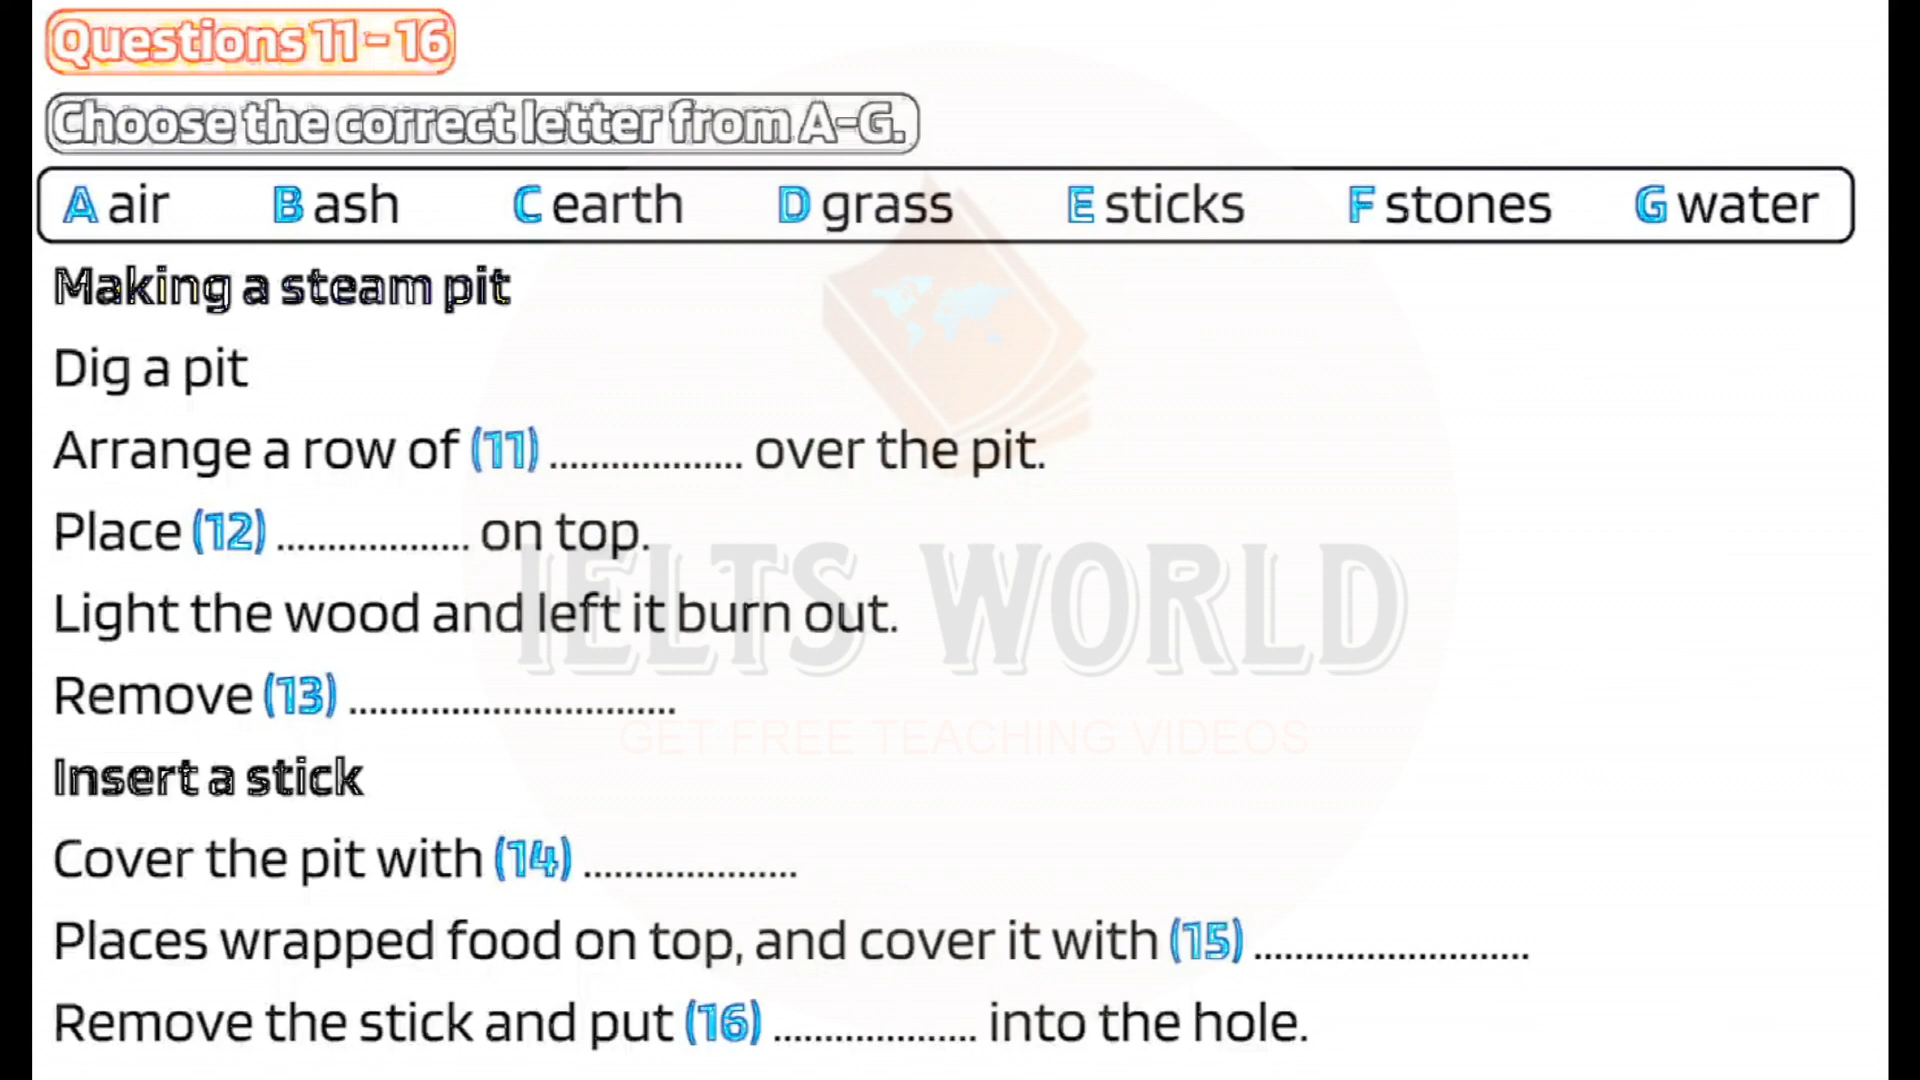 Questions 11 - 16
Choose the correct letter from A-G.
A air B ash C earth D grass E sticks F stones G water
Making a steam pit
Dig a pit
Arrange a row of (11) ................... over the pit.
Place (12) ................... on top.
Light the wood and left it burn out.
Remove (13) ................................
Insert a stick
Cover the pit with (14) .....................
Places wrapped food on top, and cover it with (15) ...........................
Remove the stick and put (16) .................... into the hole.
IELTS WORLD
GET FREE TEACHING VIDEOS